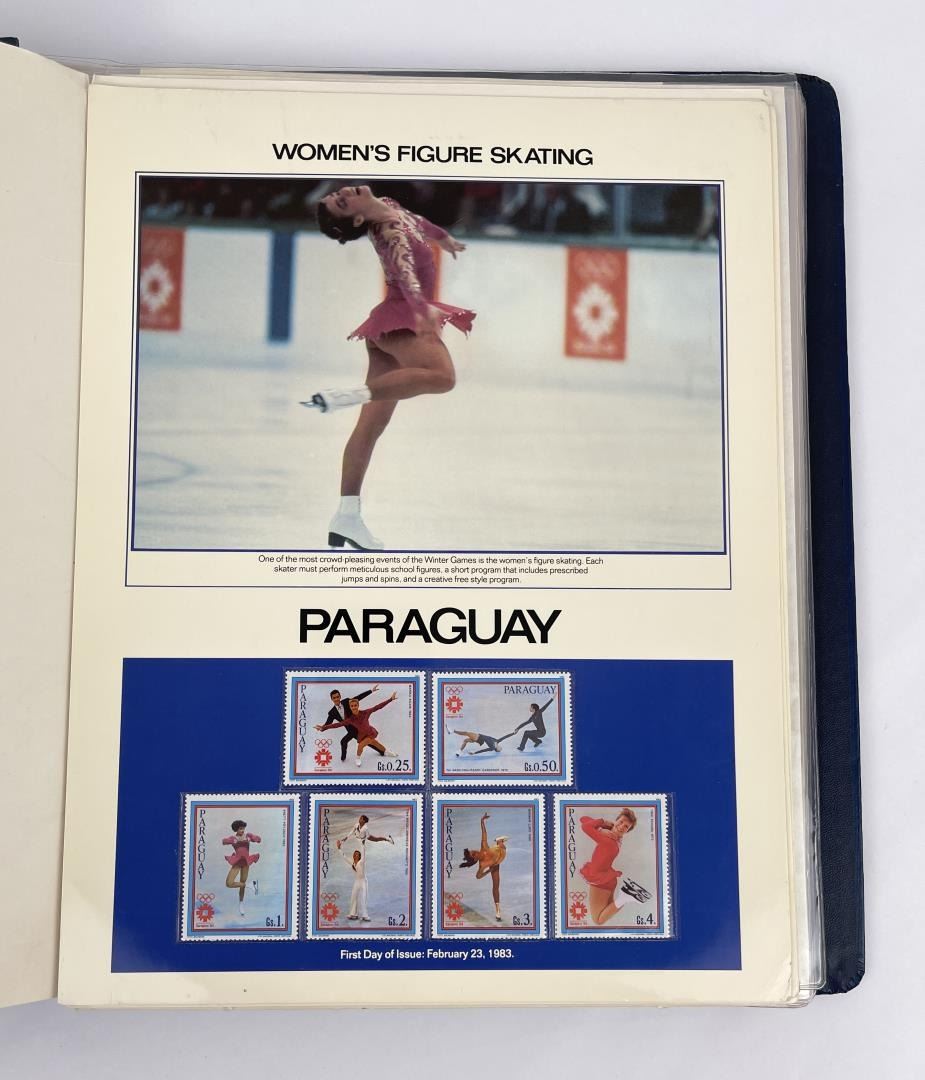 WOMEN'S FIGURE SKATING
One of the most crowd-pleasing events of the Winter Games is the women's figure skating. Each
skater must perform meticulous school figures, a short program that includes prescribed
jumps and spins, and a creative free style program.
PARAGUAY
PARAGUAY
Gs.0.25.
PARAGUAY
Gs.0.50.
PARAGUAY
Gs.1.
PARAGUAY
Gs.2.
PARAGUAY
Gs.3.
PARAGUAY
Gs.4.
First Day of Issue: February 23, 1983.